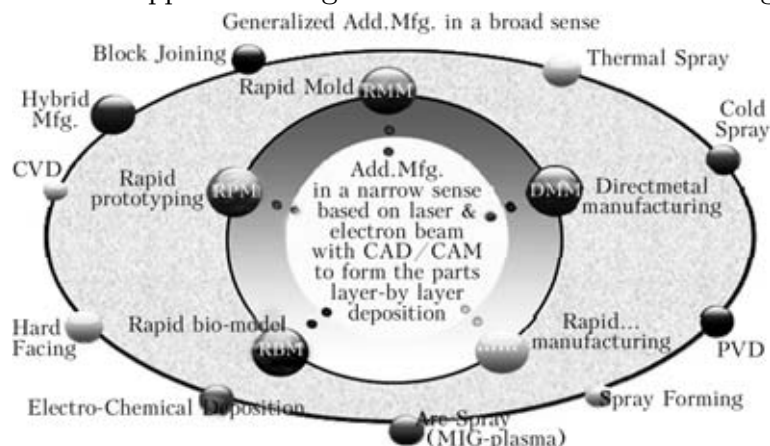 Generalized Add.Mfg. in a broad sense
Block Joining
Thermal Spray
Rapid Mold
RMM
Hybrid
Mfg.
Cold
Spray
CVD
Rapid
prototyping
RPM
Add.Mfg.
in a narrow sense
based on laser &
electron beam
with CAD/CAM
to form the parts
layer-by layer
deposition
DMM
Directmetal
manufacturing
Hard
Facing
Rapid bio-model
RBM
Rapid...
manufacturing
PVD
Electro-Chemical Deposition
Arc-Spray
(MIG-plasma)
Spray Forming